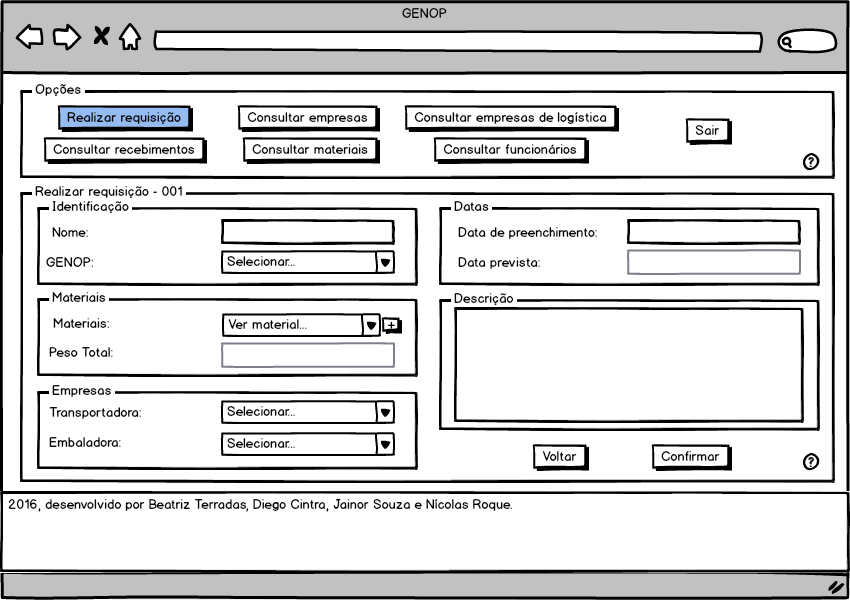 GENOP
Opções
Realizar requisição
Consultar empresas
Consultar empresas de logística
Sair
Consultar recebimentos
Consultar materiais
Consultar funcionários
?
Realizar requisição - 001
Identificação
Nome:
GENOP:
Selecionar...
Datas
Data de preenchimento:
Data prevista:
Materiais
Materiais:
Ver material...
+
Peso Total:
Descrição
Empresas
Transportadora:
Selecionar...
Embaladora:
Selecionar...
Voltar
Confirmar
?
2016, desenvolvido por Beatriz Terradas, Diego Cintra, Jainor Souza e Nícolas Roque.